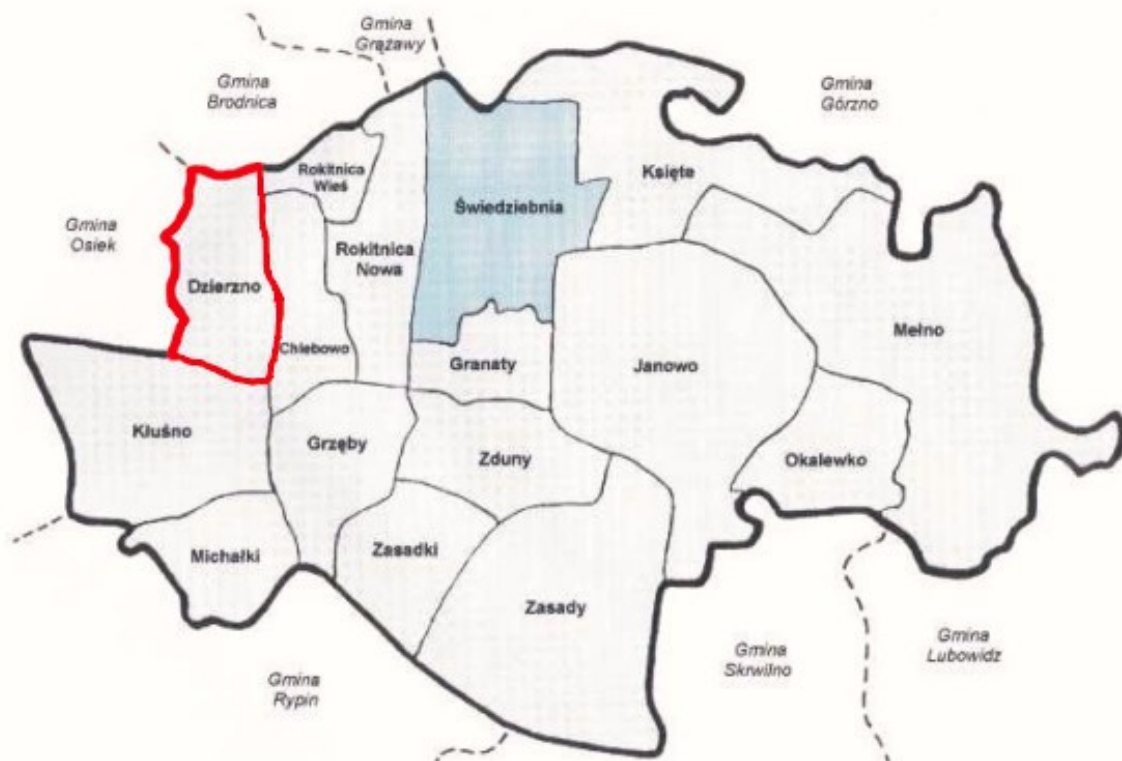 Gmina
Grążawy
Gmina
Brodnica
Gmina
Górzno
Rokitnica
Wieś
Księte
Świedziebnia
Gmina
Osiek
Rokitnica
Nowa
Dzierzno
Mełno
Chlebowo
Granaty
Janowo
Kłuśno
Grzęby
Zduny
Okalewko
Michałki
Zasadki
Zasady
Gmina
Skrwilno
Gmina
Lubowidz
Gmina
Rypin